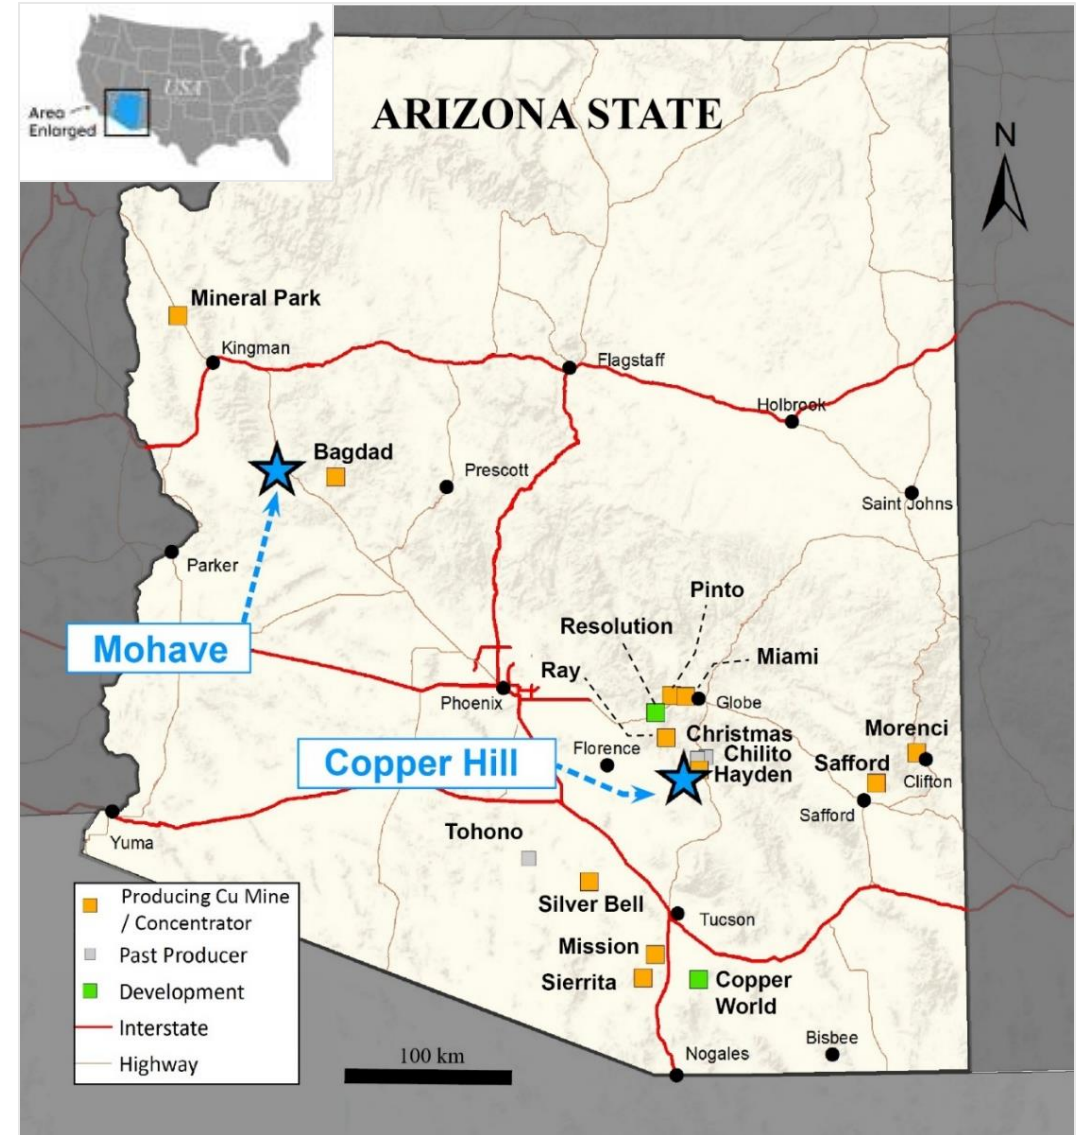 USA
Area
Enlarged
ARIZONA STATE
N
Mineral Park
Kingman
Flagstaff
Holbrook
Bagdad
Prescott
Saint Johns
Parker
Pinto
Resolution
Mohave
Miami
Ray
Phoenix
Globe
Christmas
Morenci
Florence
Chilito
Copper Hill
Safford
Hayden
Clifton
Safford
Yuma
Tohono
Silver Bell
Tucson
Mission
Sierrita
Copper
World
Bisbee
Nogales
Producing Cu Mine
/ Concentrator
Past Producer
Development
Interstate
Highway
100 km